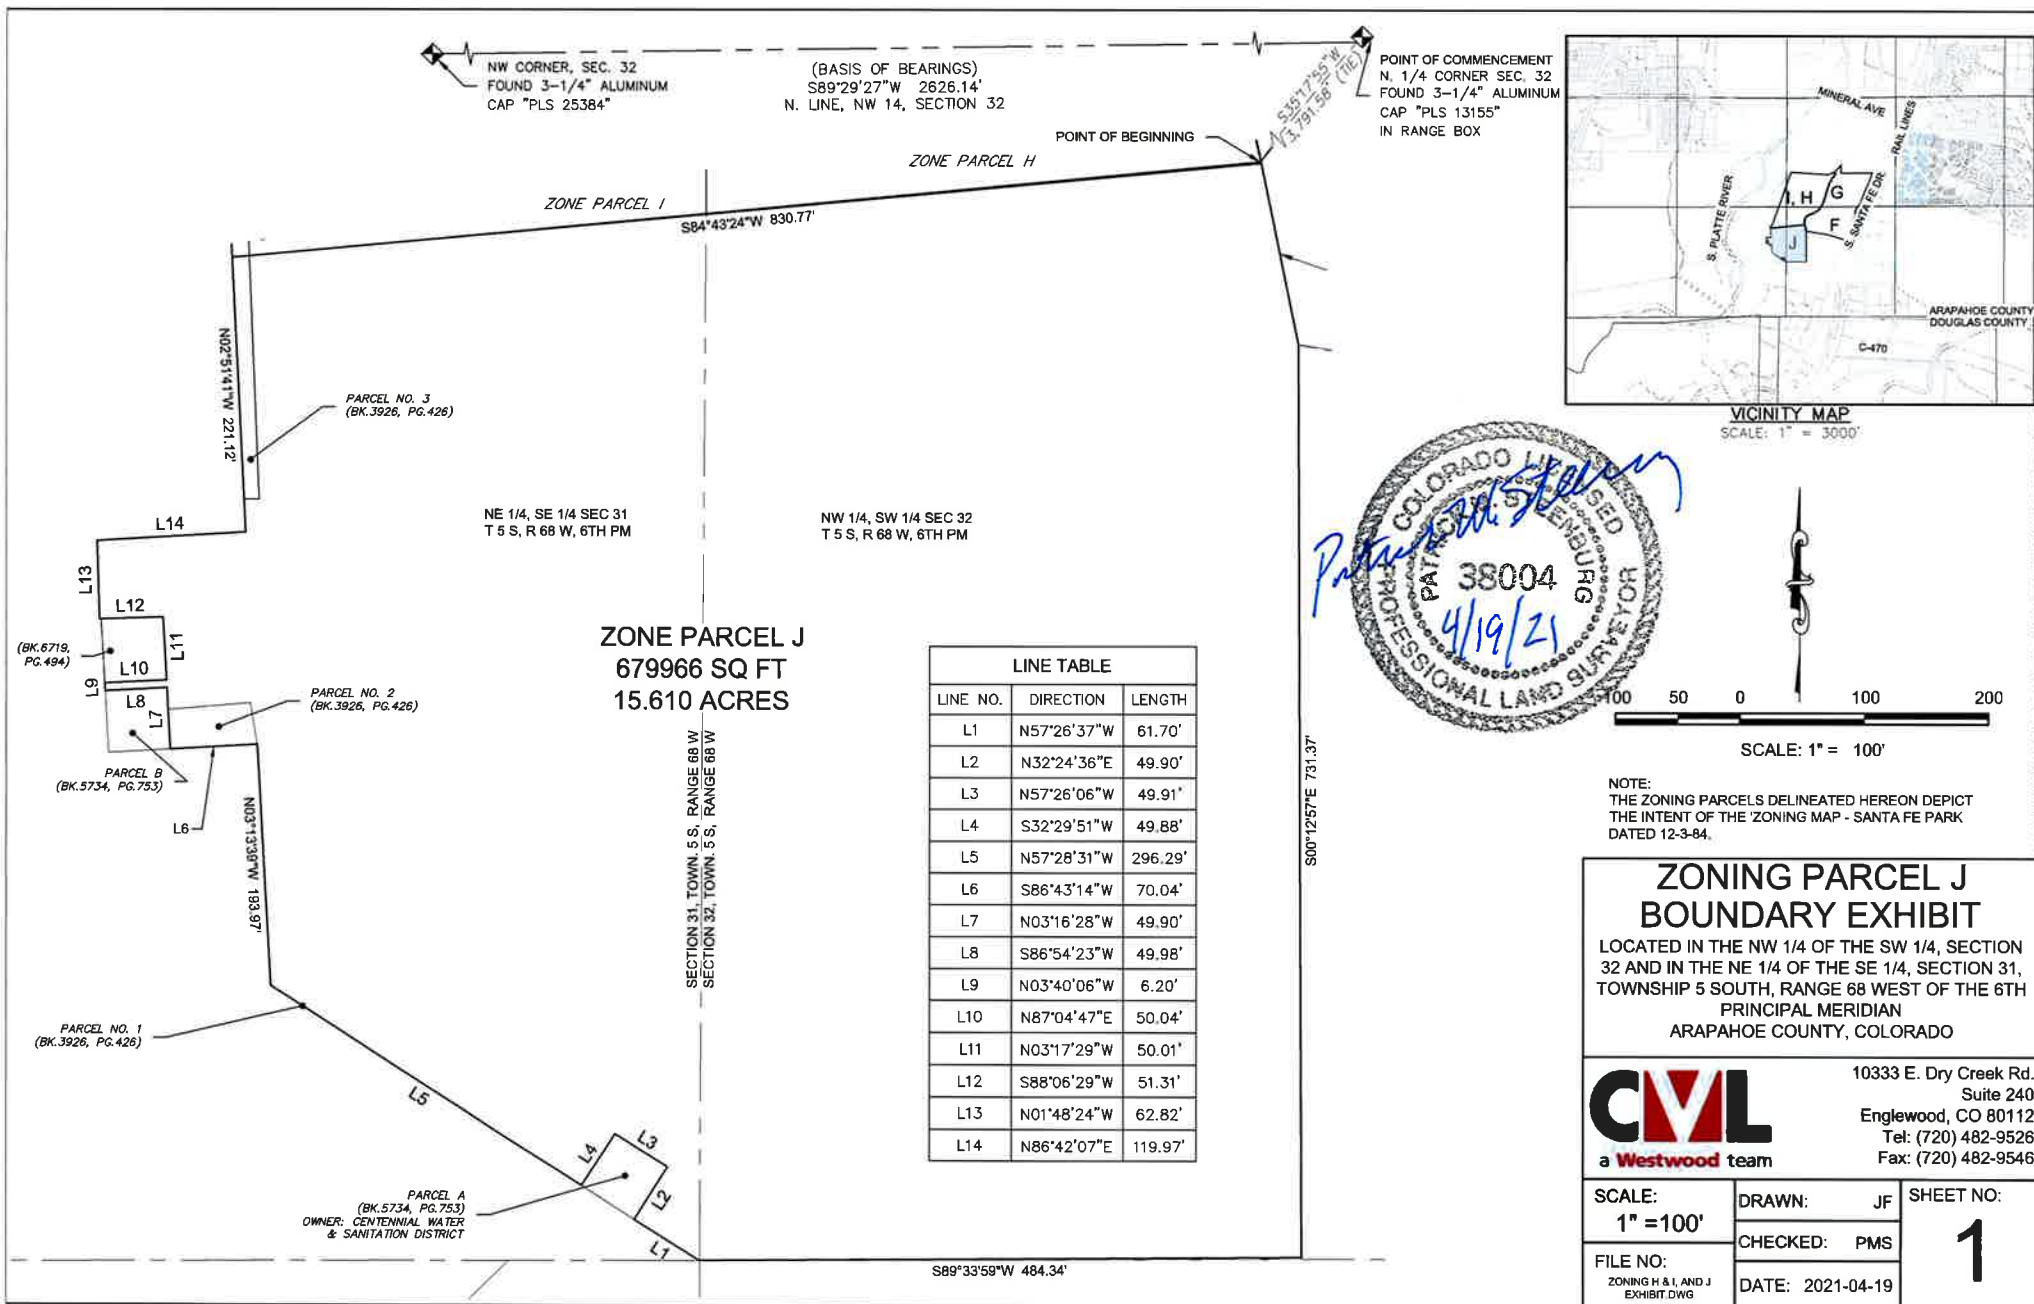 NW CORNER, SEC. 32
FOUND 3-1/4" ALUMINUM
CAP "PLS 25384"
(BASIS OF BEARINGS)
S89°29'27"W 2626.14'
N. LINE, NW 14, SECTION 32
POINT OF COMMENCEMENT
N. 1/4 CORNER SEC. 32
FOUND 3-1/4" ALUMINUM
CAP "PLS 13155"
IN RANGE BOX
S35°17'55"W
3,791.58' (TIE)
POINT OF BEGINNING
ZONE PARCEL H
ZONE PARCEL I
S84°43'24"W 830.77'
N02°51'41"W 221.12'
PARCEL NO. 3
(BK.3926, PG.426)
NE 1/4, SE 1/4 SEC 31
T 5 S, R 68 W, 6TH PM
NW 1/4, SW 1/4 SEC 32
T 5 S, R 68 W, 6TH PM
L14
L13
L12
L11
(BK.6719,
PG.494)
L10
L9
L8
L7
PARCEL NO. 2
(BK.3926, PG.426)
PARCEL B
(BK.5734, PG.753)
L6
N03°13'39"W 193.97'
ZONE PARCEL J
679966 SQ FT
15.610 ACRES
SECTION 31, TOWN. 5 S, RANGE 68 W
SECTION 32, TOWN. 5 S, RANGE 68 W
PARCEL NO. 1
(BK.3926, PG.426)
L5
L4
L3
L2
L1
PARCEL A
(BK.5734, PG.753)
OWNER: CENTENNIAL WATER
& SANITATION DISTRICT
S89°33'59"W 484.34'
S00°12'57"E 731.37'
LINE TABLE
LINE NO. DIRECTION LENGTH
L1 N57°26'37"W 61.70'
L2 N32°24'36"E 49.90'
L3 N57°26'06"W 49.91'
L4 S32°29'51"W 49.88'
L5 N57°28'31"W 296.29'
L6 S86°43'14"W 70.04'
L7 N03°16'28"W 49.90'
L8 S86°54'23"W 49.98'
L9 N03°40'06"W 6.20'
L10 N87°04'47"E 50.04'
L11 N03°17'29"W 50.01'
L12 S88°06'29"W 51.31'
L13 N01°48'24"W 62.82'
L14 N86°42'07"E 119.97'
MINERAL AVE
RAIL LINES
S. PLATTE RIVER
S. SANTA FE DR.
I, H
G
F
J
ARAPAHOE COUNTY
DOUGLAS COUNTY
C-470
VICINITY MAP
SCALE: 1" = 3000'
COLORADO LICENSED
PROFESSIONAL LAND SURVEYOR
STEENBURG
38004
4/19/21
100 50 0 100 200
SCALE: 1" = 100'
NOTE:
THE ZONING PARCELS DELINEATED HEREON DEPICT
THE INTENT OF THE 'ZONING MAP - SANTA FE PARK
DATED 12-3-84.
ZONING PARCEL J
BOUNDARY EXHIBIT
LOCATED IN THE NW 1/4 OF THE SW 1/4, SECTION
32 AND IN THE NE 1/4 OF THE SE 1/4, SECTION 31,
TOWNSHIP 5 SOUTH, RANGE 68 WEST OF THE 6TH
PRINCIPAL MERIDIAN
ARAPAHOE COUNTY, COLORADO
CVL
a Westwood team
10333 E. Dry Creek Rd.
Suite 240
Englewood, CO 80112
Tel: (720) 482-9526
Fax: (720) 482-9546
SCALE:
1" =100'
DRAWN: JF
CHECKED: PMS
SHEET NO:
1
FILE NO:
ZONING H & I, AND J
EXHIBIT.DWG
DATE: 2021-04-19